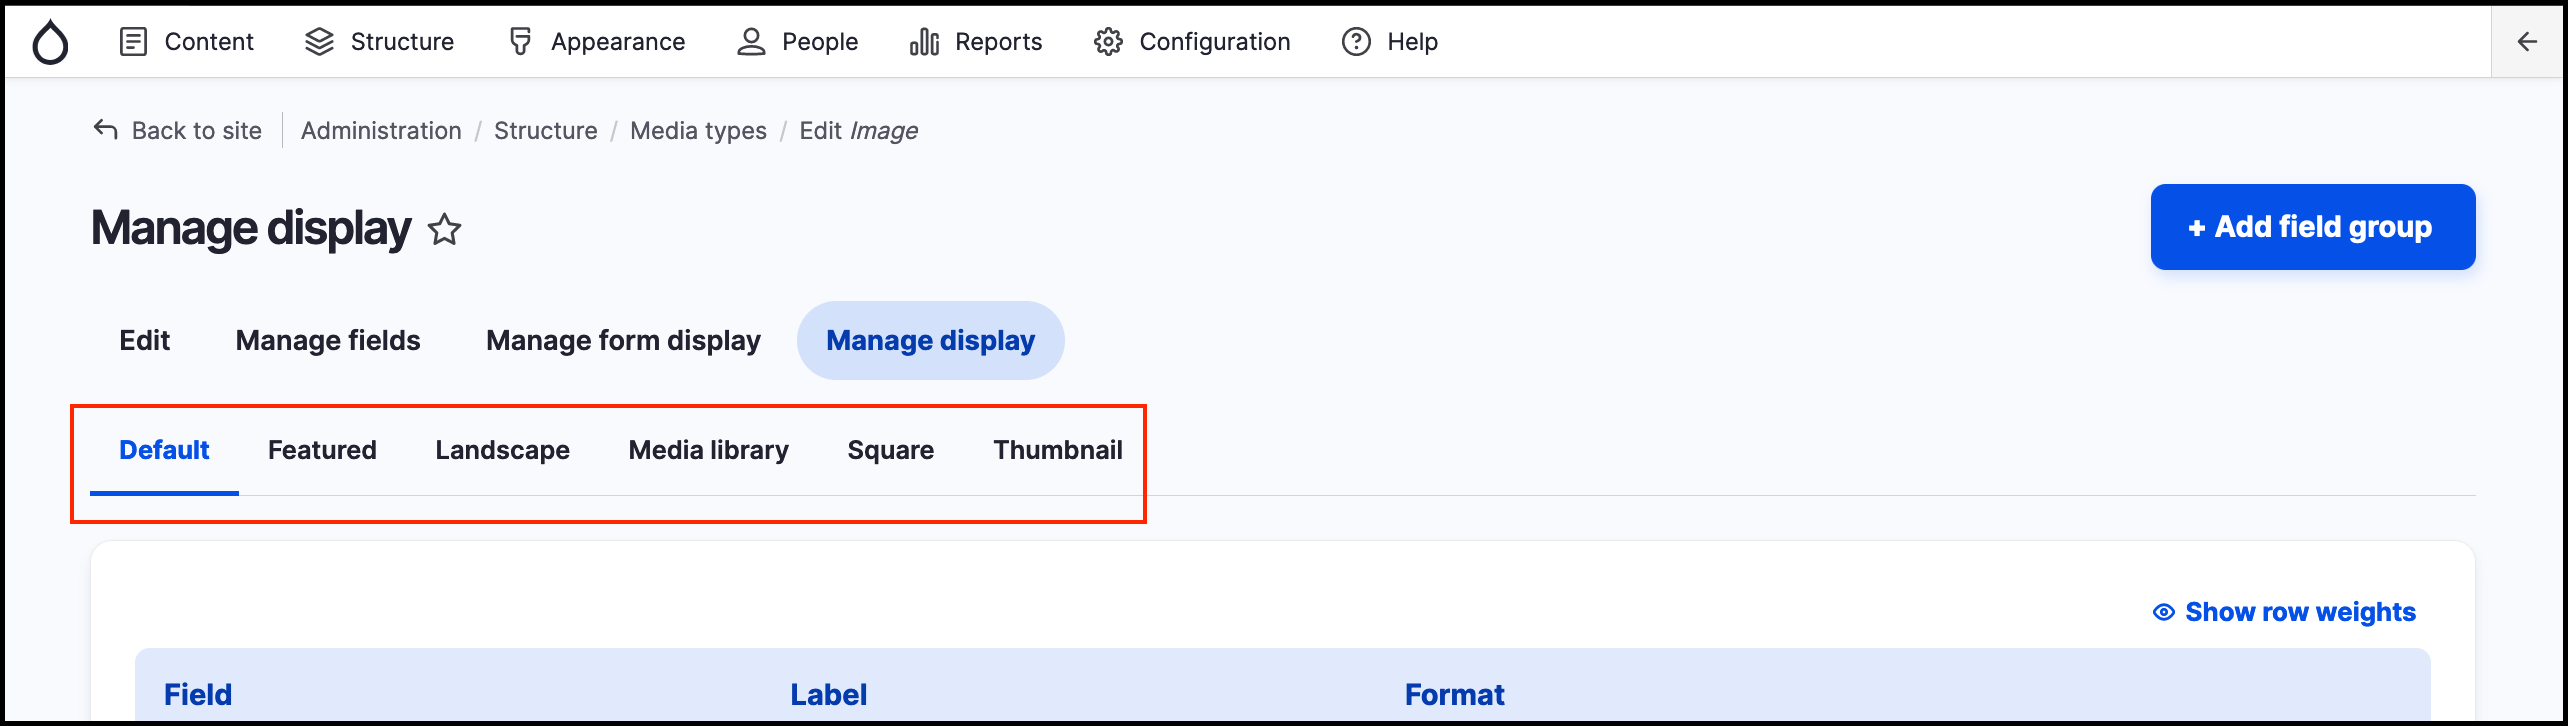 Content Structure Appearance People Reports Configuration Help
Back to site Administration / Structure / Media types / Edit Image
Manage display
+ Add field group
Edit Manage fields Manage form display Manage display
Default Featured Landscape Media library Square Thumbnail
Show row weights
Field Label Format